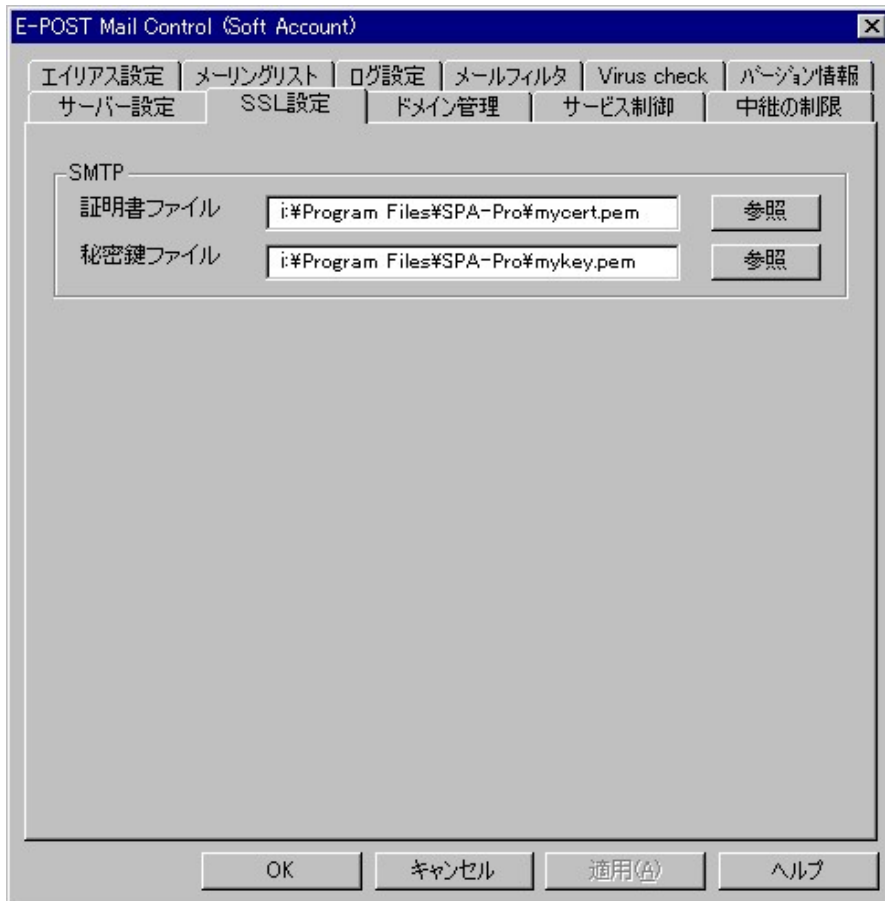 E-POST Mail Control (Soft Account)
エイリアス設定 メーリングリスト ログ設定 メールフィルタ Virus check バージョン情報
サーバー設定 SSL設定 ドメイン管理 サービス制御 中継の制限
SMTP
証明書ファイル i:¥Program Files¥SPA-Pro¥mycert.pem 参照
秘密鍵ファイル i:¥Program Files¥SPA-Pro¥mykey.pem 参照
OK キャンセル 適用(A) ヘルプ